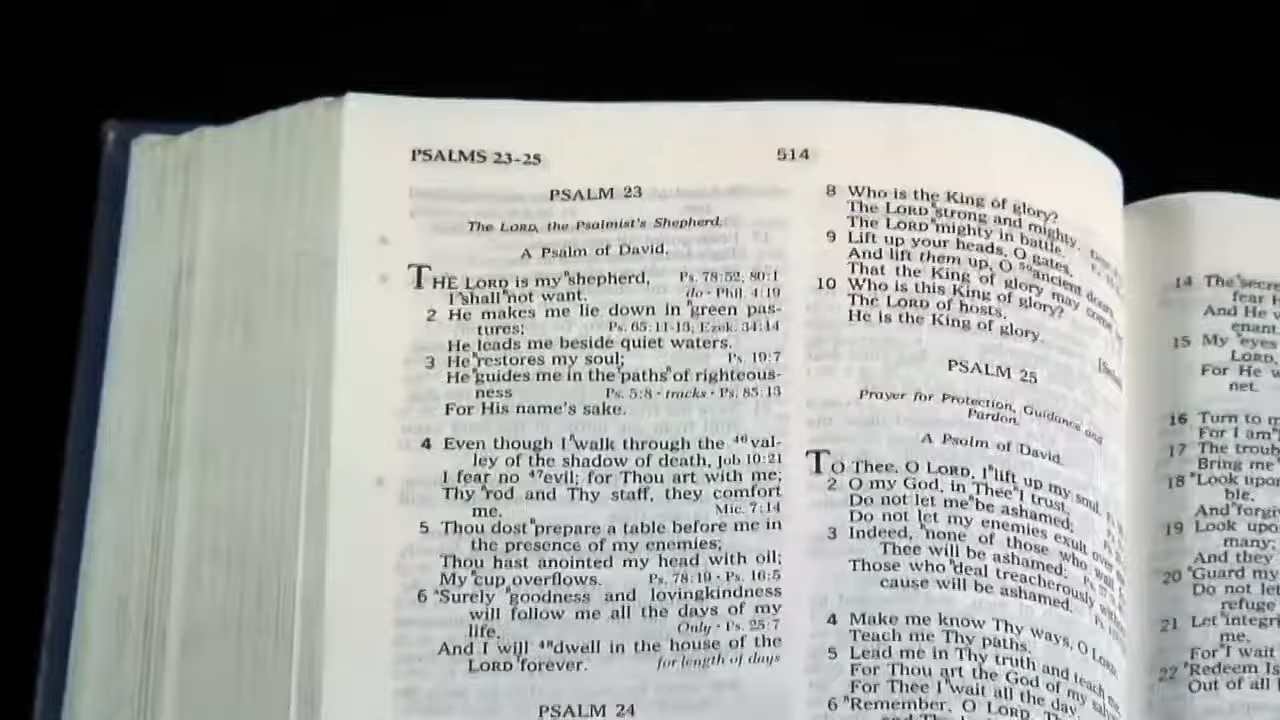 PSALMS 23-25
514
PSALM 23
The LORD, the Psalmist's Shepherd.
A Psalm of David.
THE LORD is my shepherd, Ps. 78:52; 80:1
I shall not want. do · Phil. 4:19
2 He makes me lie down in green pas-
tures; Ps. 65:11-13; Ezek. 34:14
He leads me beside quiet waters.
3 He restores my soul; Ps. 19:7
He guides me in the paths of righteous-
ness Ps. 5:8 · tracks · Ps. 85:13
For His name's sake.
4 Even though I walk through the 46 val-
ley of the shadow of death, Job 10:21
I fear no 47 evil; for Thou art with me;
Thy rod and Thy staff, they comfort
me. Mic. 7:14
5 Thou dost prepare a table before me in
the presence of my enemies;
Thou hast anointed my head with oil;
My cup overflows. Ps. 78:19 · Ps. 16:5
6 Surely goodness and lovingkindness
will follow me all the days of my
life, Only · Ps. 25:7
And I will 48 dwell in the house of the
LORD forever. for length of days
PSALM 24
8 Who is the King of glory?
The LORD strong and mighty,
The LORD mighty in battle.
9 Lift up your heads, O gates,
And lift them up, O 50 ancient doors,
That the King of glory may come
10 Who is this King of glory?
The LORD of hosts,
He is the King of glory.
PSALM 25
Prayer for Protection, Guidance and
Pardon.
A Psalm of David.
TO Thee, O LORD, I lift up my soul.
2 O my God, in Thee I trust,
Do not let me be ashamed;
Do not let my enemies exult over
3 Indeed, none of those who wait
Thee will be ashamed;
Those who deal treacherously
cause will be ashamed.
4 Make me know Thy ways, O LORD
Teach me Thy paths.
5 Lead me in Thy truth and teach me,
For Thou art the God of my
For Thee I wait all the day.
6 Remember, O LORD,
14 The
fear
And He
15 My eyes
LORD,
For He
net.
16 Turn to
For I am
17 The
Bring me
18 Look upon
ble,
And
19 Look
many;
And they
20 Guard my
Do not let
refuge
21 Let
me,
For I wait
22 Redeem
Out of all